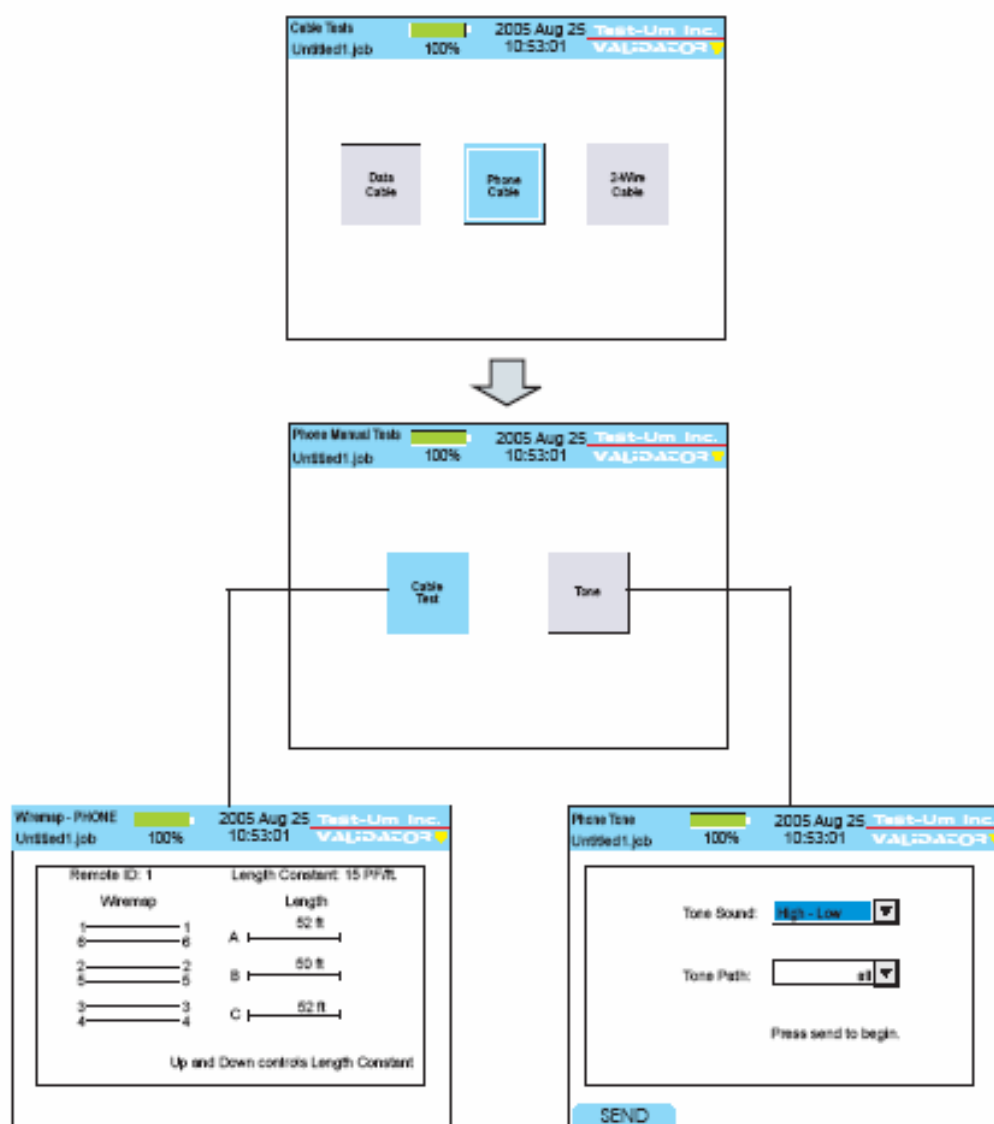 Cable Tests
2005 Aug 25
Test-Um Inc.
Untitled1.job
100%
10:53:01
VALIDATOR
Data
Cable
Phone
Cable
2-Wire
Cable
Phone Manual Tests
2005 Aug 25
Test-Um Inc.
Untitled1.job
100%
10:53:01
VALIDATOR
Cable
Test
Tone
Wiremap - PHONE
2005 Aug 25
Test-Um Inc.
Untitled1.job
100%
10:53:01
VALIDATOR
Remote ID: 1
Length Constant: 15 PF/ft.
Wiremap
Length
1 1
6 6
2 2
5 5
3 3
4 4
A 52 ft
B 50 ft
C 52 ft
Up and Down controls Length Constant
Phone Tone
2005 Aug 25
Test-Um Inc.
Untitled1.job
100%
10:53:01
VALIDATOR
Tone Sound: High - Low
Tone Path: all
Press send to begin.
SEND